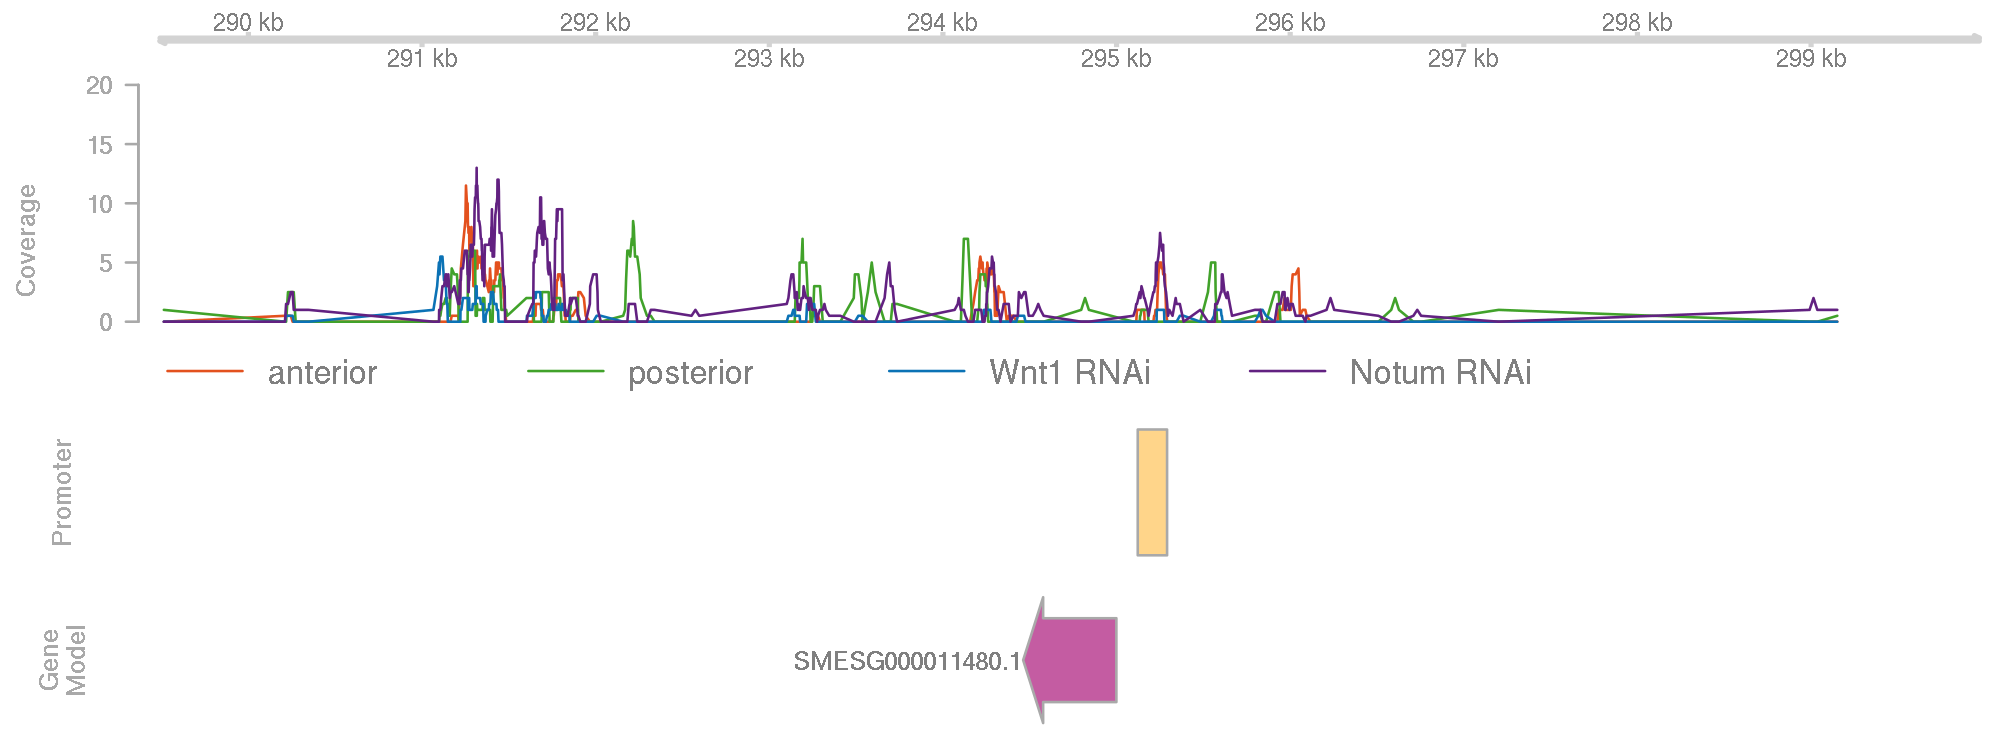 290 kb 292 kb 294 kb 296 kb 298 kb
291 kb 293 kb 295 kb 297 kb 299 kb
Coverage
20
15
10
5
0
anterior posterior Wnt1 RNAi Notum RNAi
Promoter
Gene
Model
SMESG000011480.1